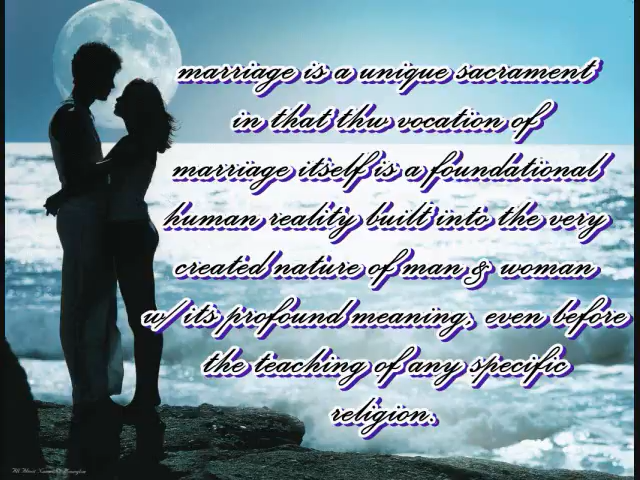 marriage is a unique sacrament
in that thw vocation of
marriage itself is a foundational
human reality built into the very
created nature of man & woman
w/ its profound meaning, even before
the teaching of any specific
religion.